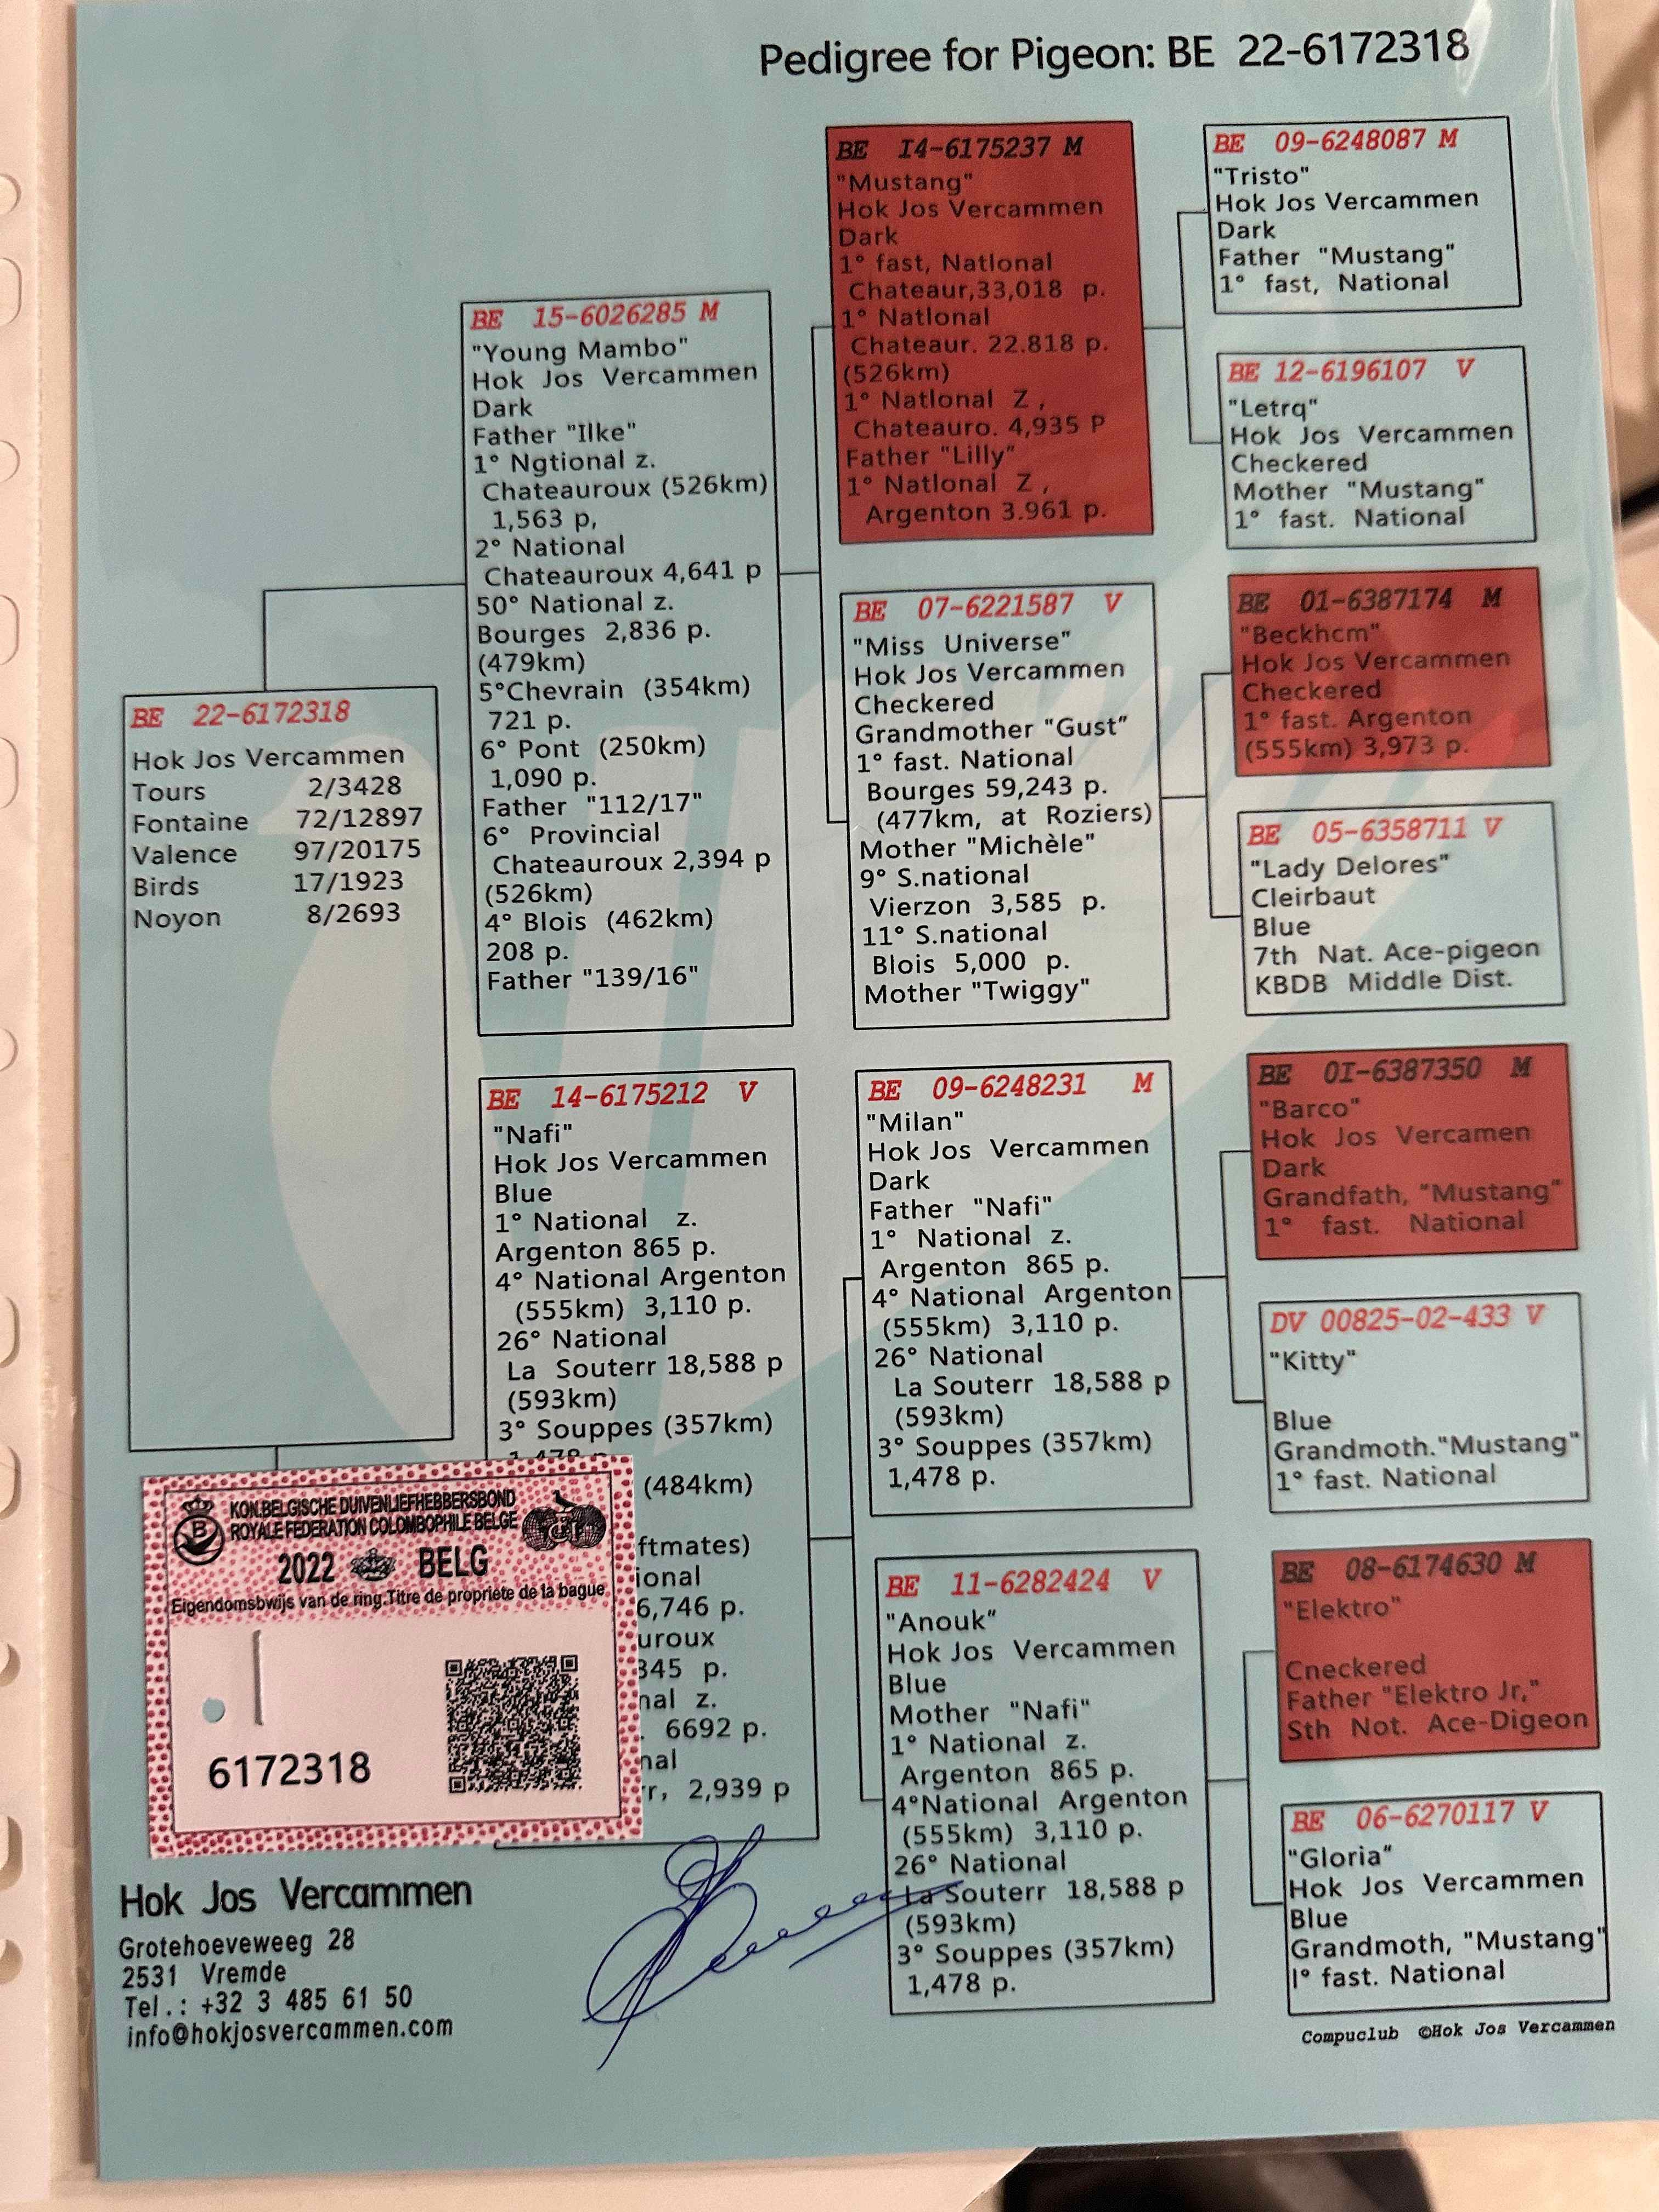 Pedigree for Pigeon: BE 22-6172318
BE 22-6172318
Hok Jos Vercammen
Tours 2/3428
Fontaine 72/12897
Valence 97/20175
Birds 17/1923
Noyon 8/2693
BE 15-6026285 M
"Young Mambo"
Hok Jos Vercammen
Dark
Father "Ilke"
1° Ngtional z.
Chateauroux (526km)
1,563 p,
2° National
Chateauroux 4,641 p
50° National z.
Bourges 2,836 p.
(479km)
5°Chevrain (354km)
721 p.
6° Pont (250km)
1,090 p.
Father "112/17"
6° Provincial
Chateauroux 2,394 p
(526km)
4° Blois (462km)
208 p.
Father "139/16"
BE 14-6175212 V
"Nafi"
Hok Jos Vercammen
Blue
1° National z.
Argenton 865 p.
4° National Argenton
(555km) 3,110 p.
26° National
La Souterr 18,588 p
(593km)
3° Souppes (357km)
(484km)
ftmates)
ional
6,746 p.
uroux
345 p.
nal z.
. 6692 p.
nal
r, 2,939 p
BE I4-6175237 M
"Mustang"
Hok Jos Vercammen
Dark
1° fast, Natlonal
Chateaur,33,018 p.
1° Natlonal
Chateaur. 22.818 p.
(526km)
1° Natlonal Z ,
Chateauro. 4,935 P
Father "Lilly"
1° Natlonal Z ,
Argenton 3.961 p.
BE 07-6221587 V
"Miss Universe"
Hok Jos Vercammen
Checkered
Grandmother "Gust"
1° fast. National
Bourges 59,243 p.
(477km, at Roziers)
Mother "Michèle"
9° S.national
Vierzon 3,585 p.
11° S.national
Blois 5,000 p.
Mother "Twiggy"
BE 09-6248231 M
"Milan"
Hok Jos Vercammen
Dark
Father "Nafi"
1° National z.
Argenton 865 p.
4° National Argenton
(555km) 3,110 p.
26° National
La Souterr 18,588 p
(593km)
3° Souppes (357km)
1,478 p.
BE 11-6282424 V
"Anouk"
Hok Jos Vercammen
Blue
Mother "Nafi"
1° National z.
Argenton 865 p.
4°National Argenton
(555km) 3,110 p.
26° National
La Souterr 18,588 p
(593km)
3° Souppes (357km)
1,478 p.
BE 09-6248087 M
"Tristo"
Hok Jos Vercammen
Dark
Father "Mustang"
1° fast, National
BE 12-6196107 V
"Letrq"
Hok Jos Vercammen
Checkered
Mother "Mustang"
1° fast. National
BE 01-6387174 M
"Beckhcm"
Hok Jos Vercammen
Checkered
1° fast. Argenton
(555km) 3,973 p.
BE 05-6358711 V
"Lady Delores"
Cleirbaut
Blue
7th Nat. Ace-pigeon
KBDB Middle Dist.
BE 0I-6387350 M
"Barco"
Hok Jos Vercamen
Dark
Grandfath, "Mustang"
1° fast. National
DV 00825-02-433 V
"Kitty"
Blue
Grandmoth."Mustang"
1° fast. National
BE 08-6174630 M
"Elektro"
Cneckered
Father "Elektro Jr,"
Sth Not. Ace-Digeon
BE 06-6270117 V
"Gloria"
Hok Jos Vercammen
Blue
Grandmoth, "Mustang"
l° fast. National
KON.BELGISCHE DUIVENLIEFHEBBERSBOND
ROYALE FEDERATION COLOMBOPHILE BELGE
2022 BELG
Eigendomsbwijs van de ring.Titre de propriete de la bague
6172318
Hok Jos Vercammen
Grotehoeveweeg 28
2531 Vremde
Tel.: +32 3 485 61 50
info@hokjosvercammen.com
Compuclub ©Hok Jos Vercammen